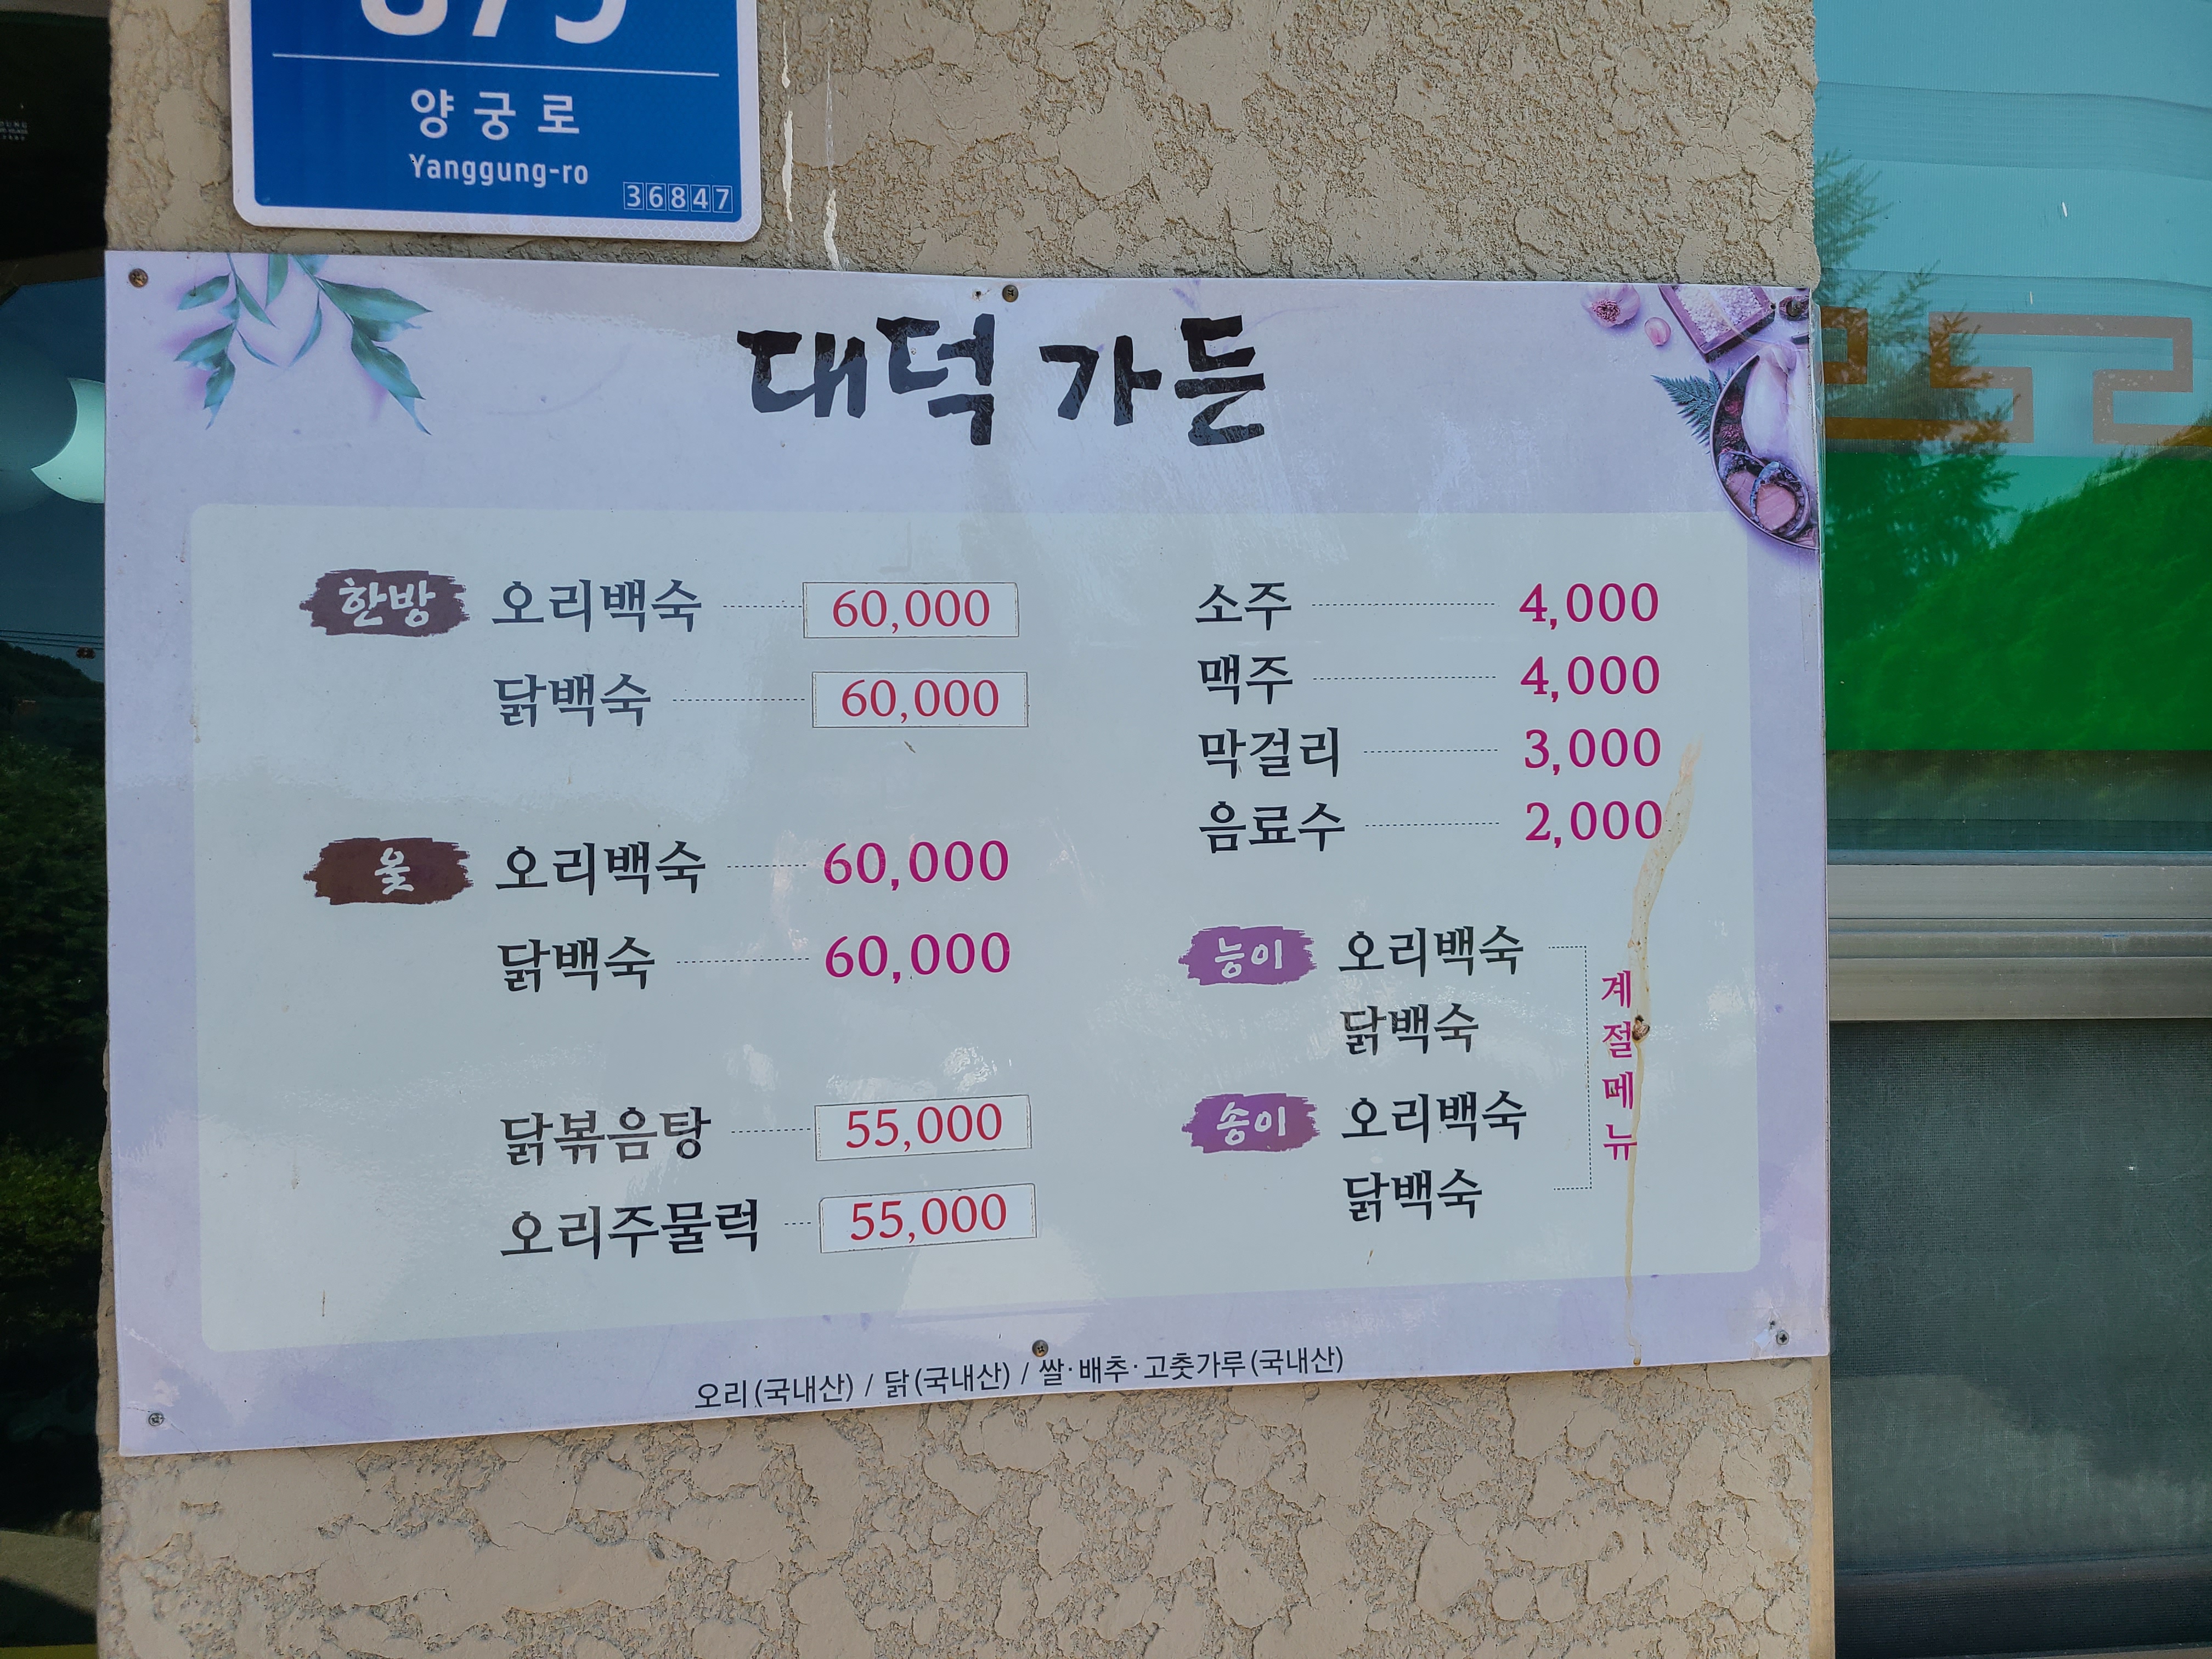 양궁로
Yanggung-ro
36847
대덕 가든
한방 오리백숙 60,000
닭백숙 60,000
옻 오리백숙 60,000
닭백숙 60,000
닭볶음탕 55,000
오리주물럭 55,000
소주 4,000
맥주 4,000
막걸리 3,000
음료수 2,000
능이 오리백숙
닭백숙
송이 오리백숙
닭백숙
계절메뉴
오리(국내산) / 닭(국내산) / 쌀·배추·고춧가루(국내산)